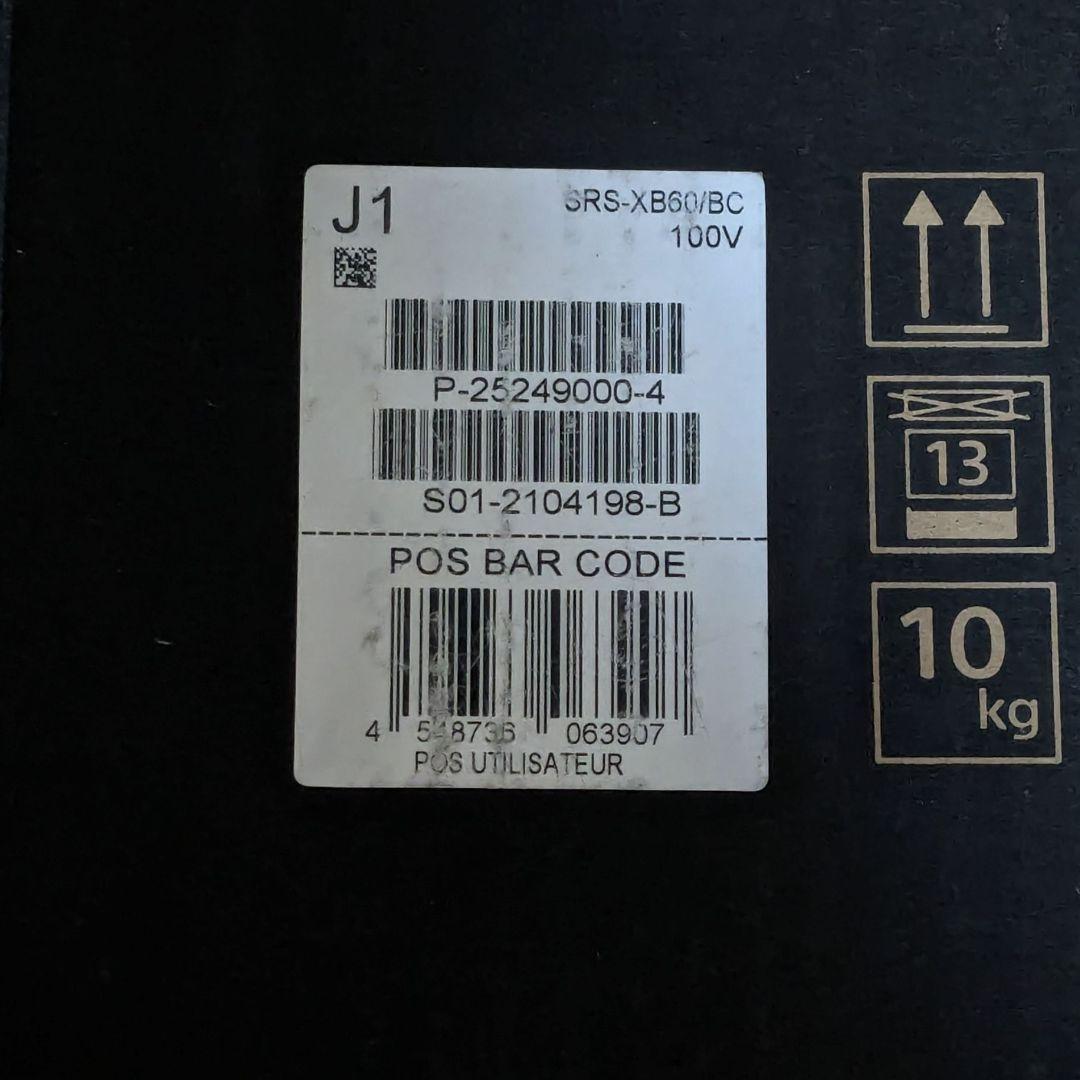 J1
SRS-XB60/BC
100V
P-25249000-4
S01-2104198-B
POS BAR CODE
4 548736 063907
POS UTILISATEUR
13
10
kg